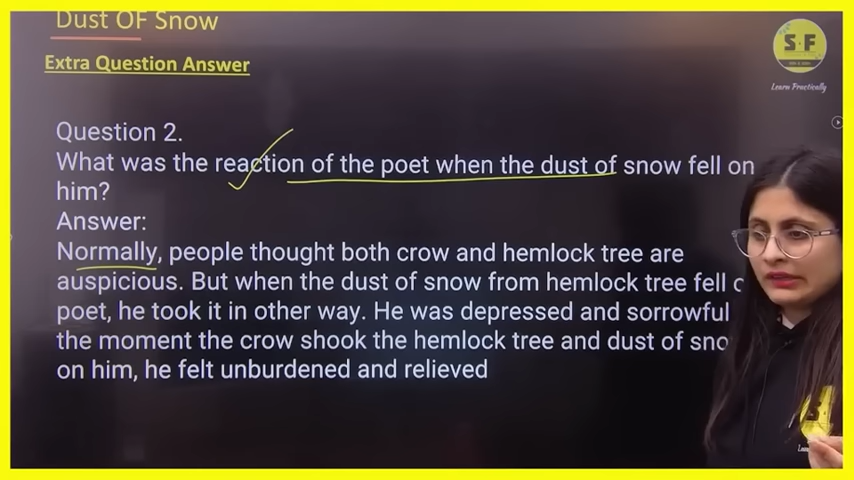 Dust OF Snow
Extra Question Answer
S F
Learn Practically
Question 2.
What was the reaction of the poet when the dust of snow fell on
him?
Answer:
Normally, people thought both crow and hemlock tree are
auspicious. But when the dust of snow from hemlock tree fell
poet, he took it in other way. He was depressed and sorrowful
the moment the crow shook the hemlock tree and dust of sno
on him, he felt unburdened and relieved